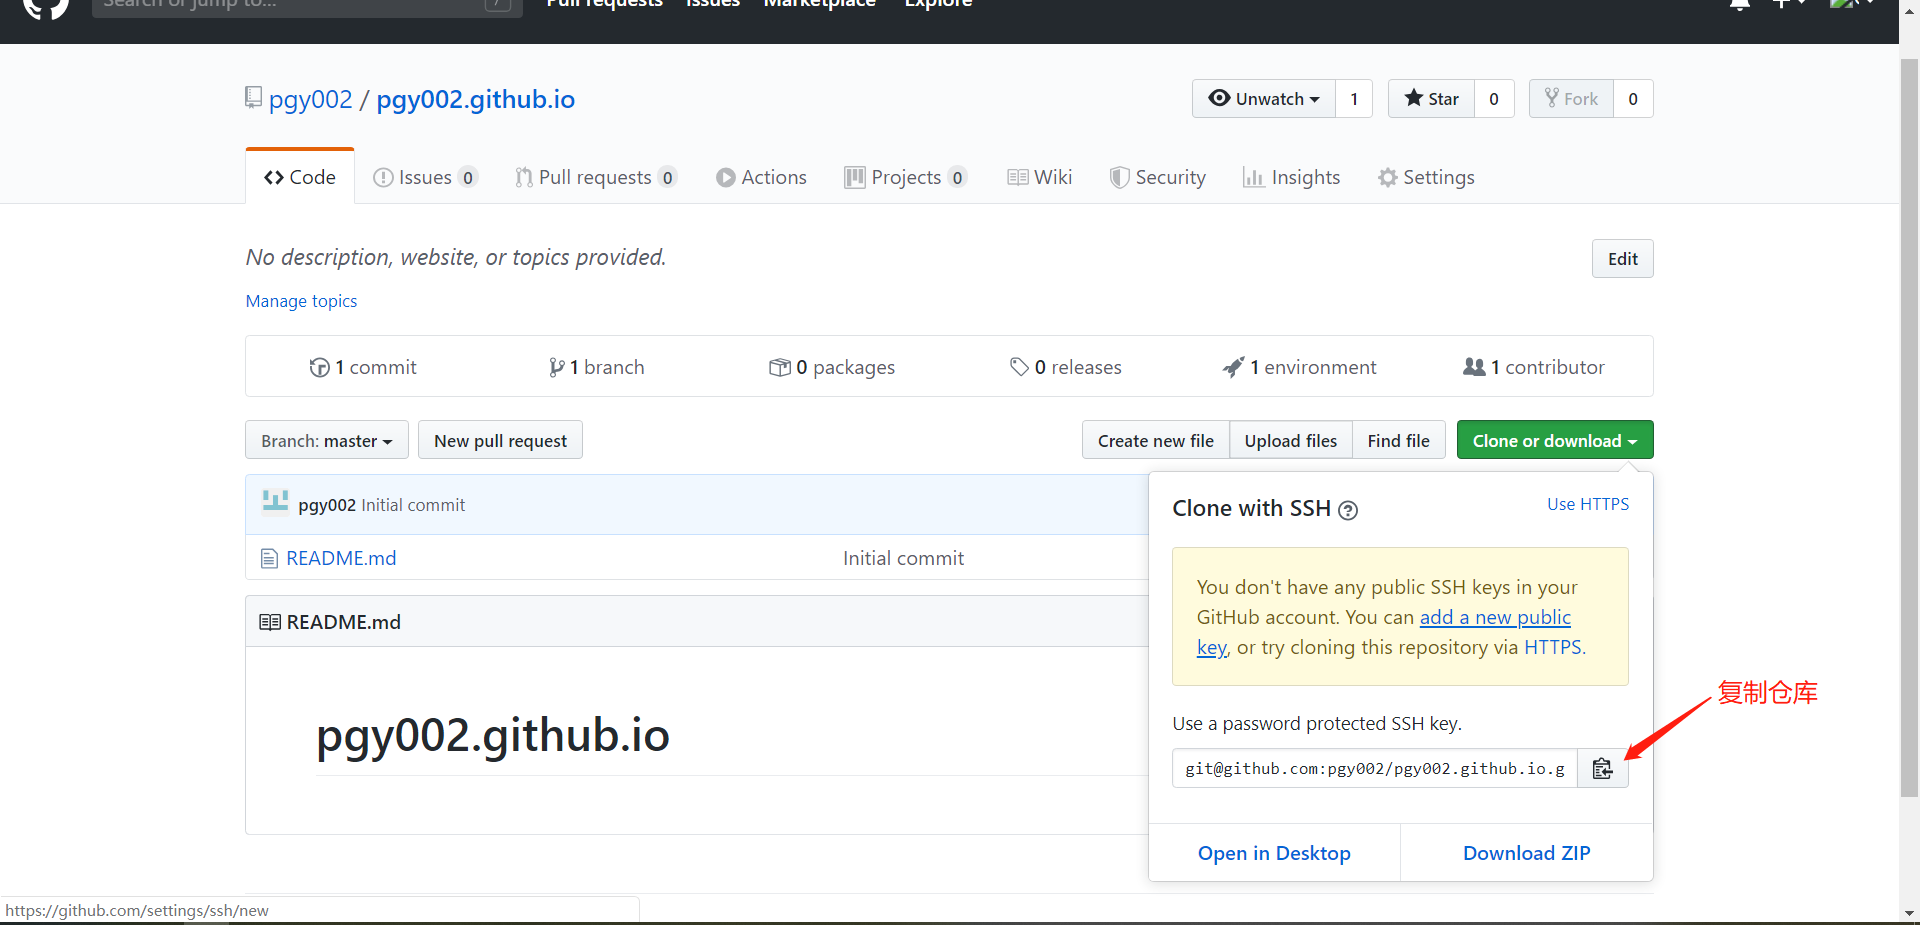 Search or jump to...
/
Pull requests Issues Marketplace Explore
pgy002 / pgy002.github.io
Unwatch 1
Star 0
Fork 0
Code
Issues 0
Pull requests 0
Actions
Projects 0
Wiki
Security
Insights
Settings
No description, website, or topics provided.
Edit
Manage topics
1 commit
1 branch
0 packages
0 releases
1 environment
1 contributor
Branch: master
New pull request
Create new file
Upload files
Find file
Clone or download
pgy002 Initial commit
README.md
Initial commit
README.md
pgy002.github.io
Clone with SSH
Use HTTPS
You don't have any public SSH keys in your
GitHub account. You can add a new public
key, or try cloning this repository via HTTPS.
Use a password protected SSH key.
git@github.com:pgy002/pgy002.github.io.g
复制仓库
Open in Desktop
Download ZIP
https://github.com/settings/ssh/new